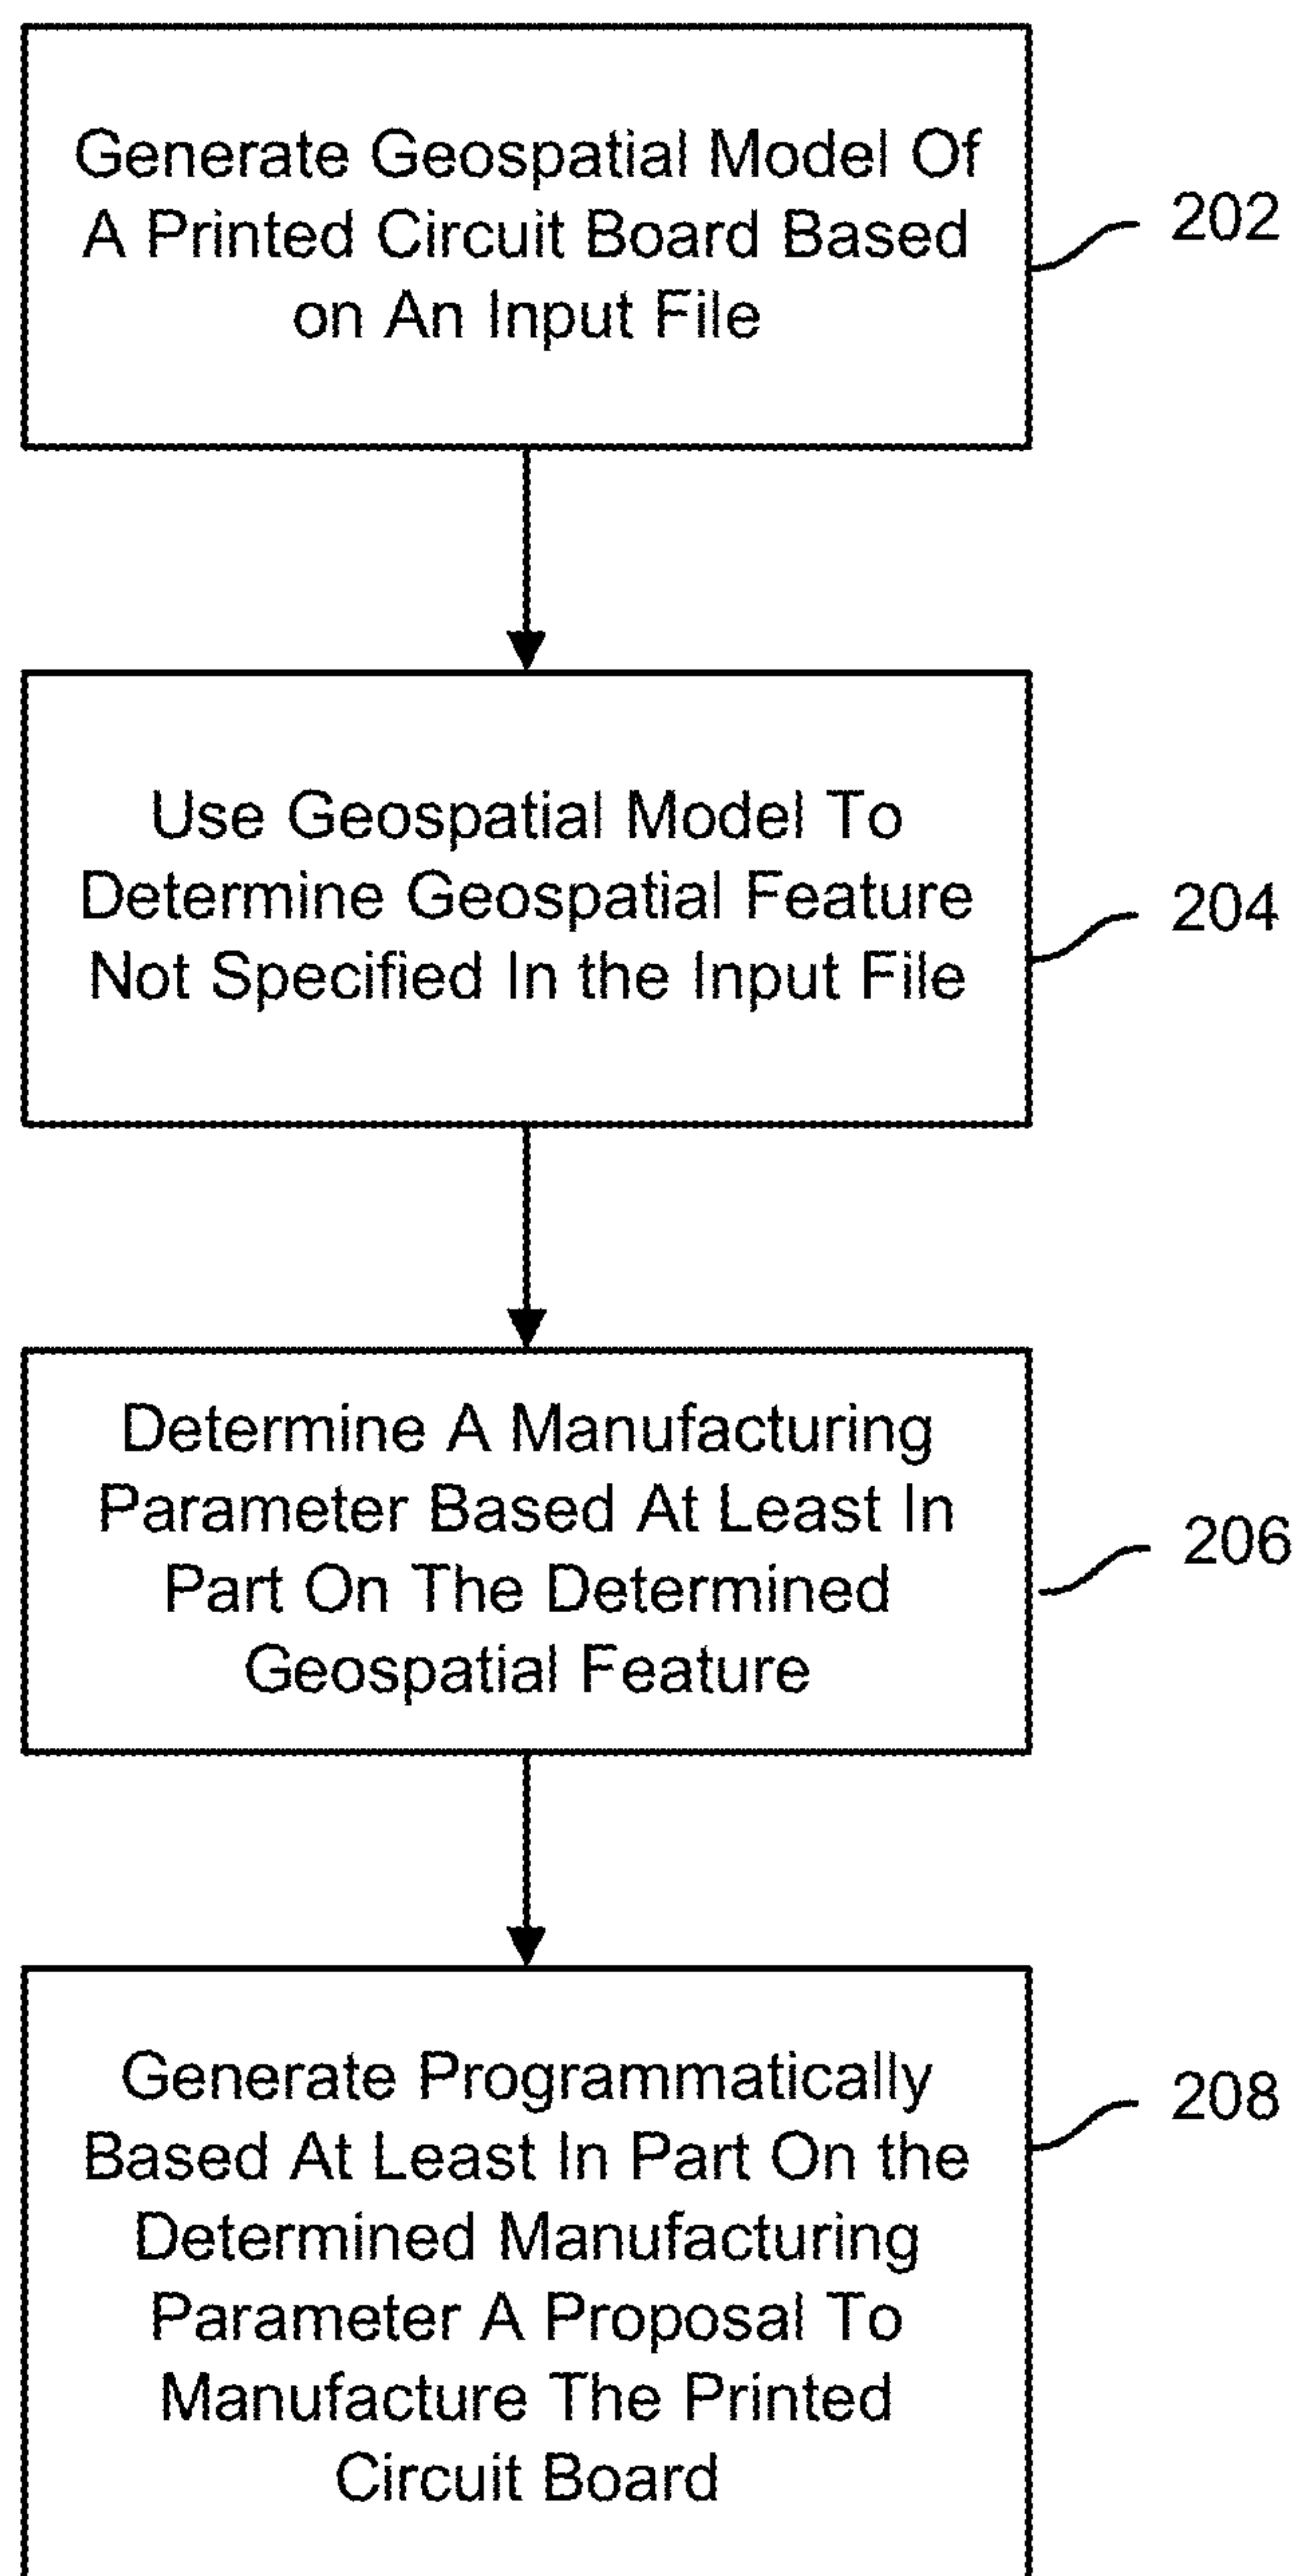 Generate Geospatial Model Of
A Printed Circuit Board Based
on An Input File
202
Use Geospatial Model To
Determine Geospatial Feature
Not Specified In the Input File
204
Determine A Manufacturing
Parameter Based At Least In
Part On The Determined
Geospatial Feature
206
Generate Programmatically
Based At Least In Part On the
Determined Manufacturing
Parameter A Proposal To
Manufacture The Printed
Circuit Board
208